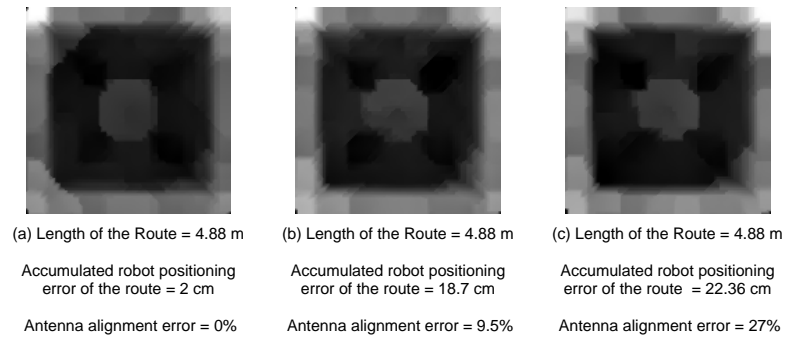 (a) Length of the Route = 4.88 m
Accumulated robot positioning
error of the route = 2 cm
Antenna alignment error = 0%
(b) Length of the Route = 4.88 m
Accumulated robot positioning
error of the route = 18.7 cm
Antenna alignment error = 9.5%
(c) Length of the Route = 4.88 m
Accumulated robot positioning
error of the route = 22.36 cm
Antenna alignment error = 27%